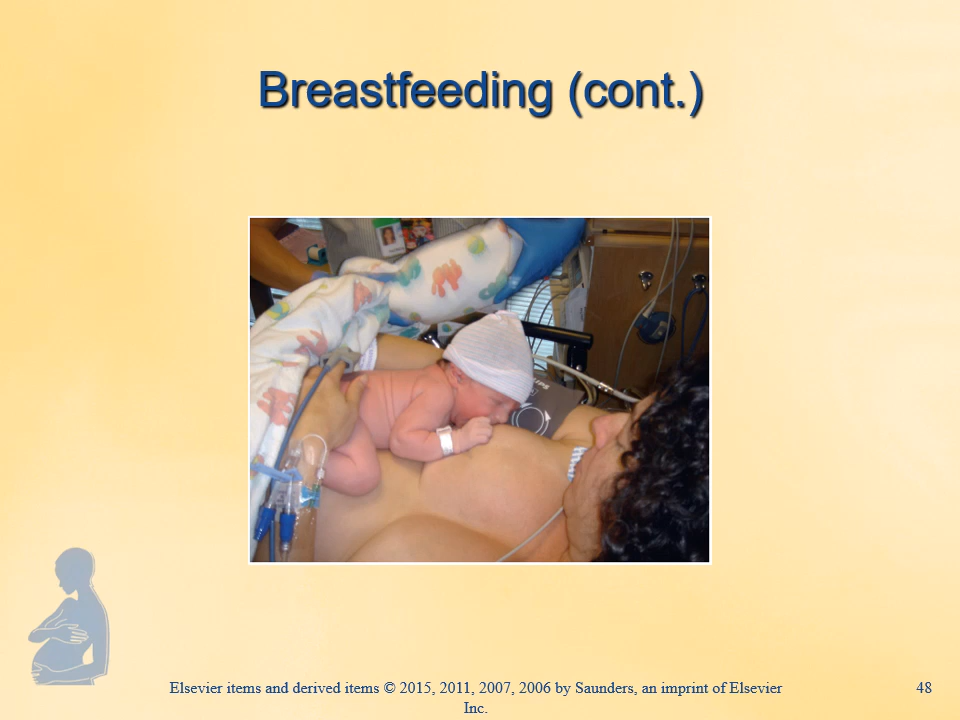 Breastfeeding (cont.)
Elsevier items and derived items © 2015, 2011, 2007, 2006 by Saunders, an imprint of Elsevier
Inc.
48